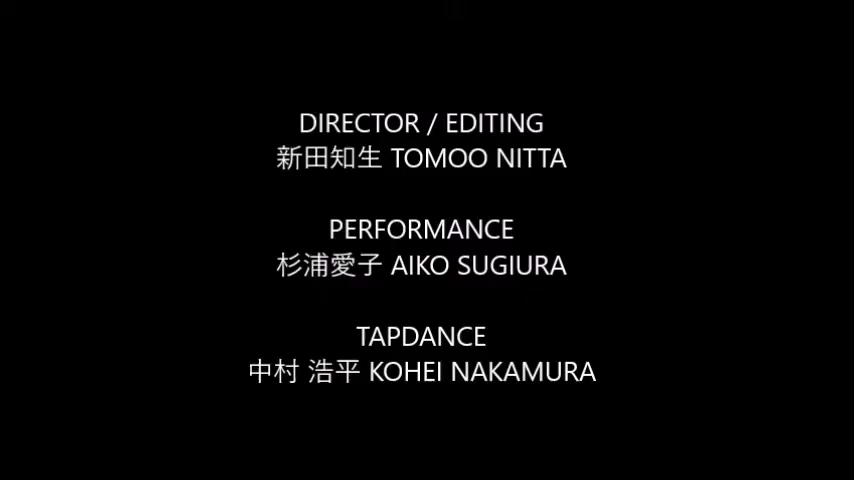 DIRECTOR / EDITING
新田知生 TOMOO NITTA
PERFORMANCE
杉浦愛子 AIKO SUGIURA
TAPDANCE
中村 浩平 KOHEI NAKAMURA